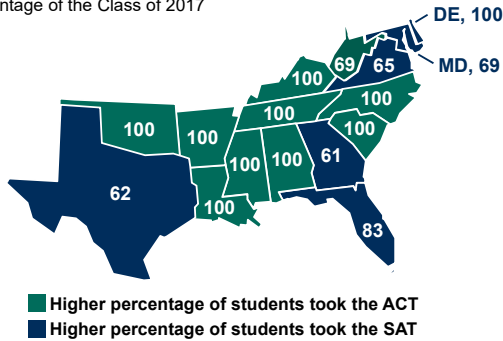 entage of the Class of 2017
DE, 100
MD, 69
69
65
100
100
100
100
100
100
100
100
61
62
100
83
Higher percentage of students took the ACT
Higher percentage of students took the SAT